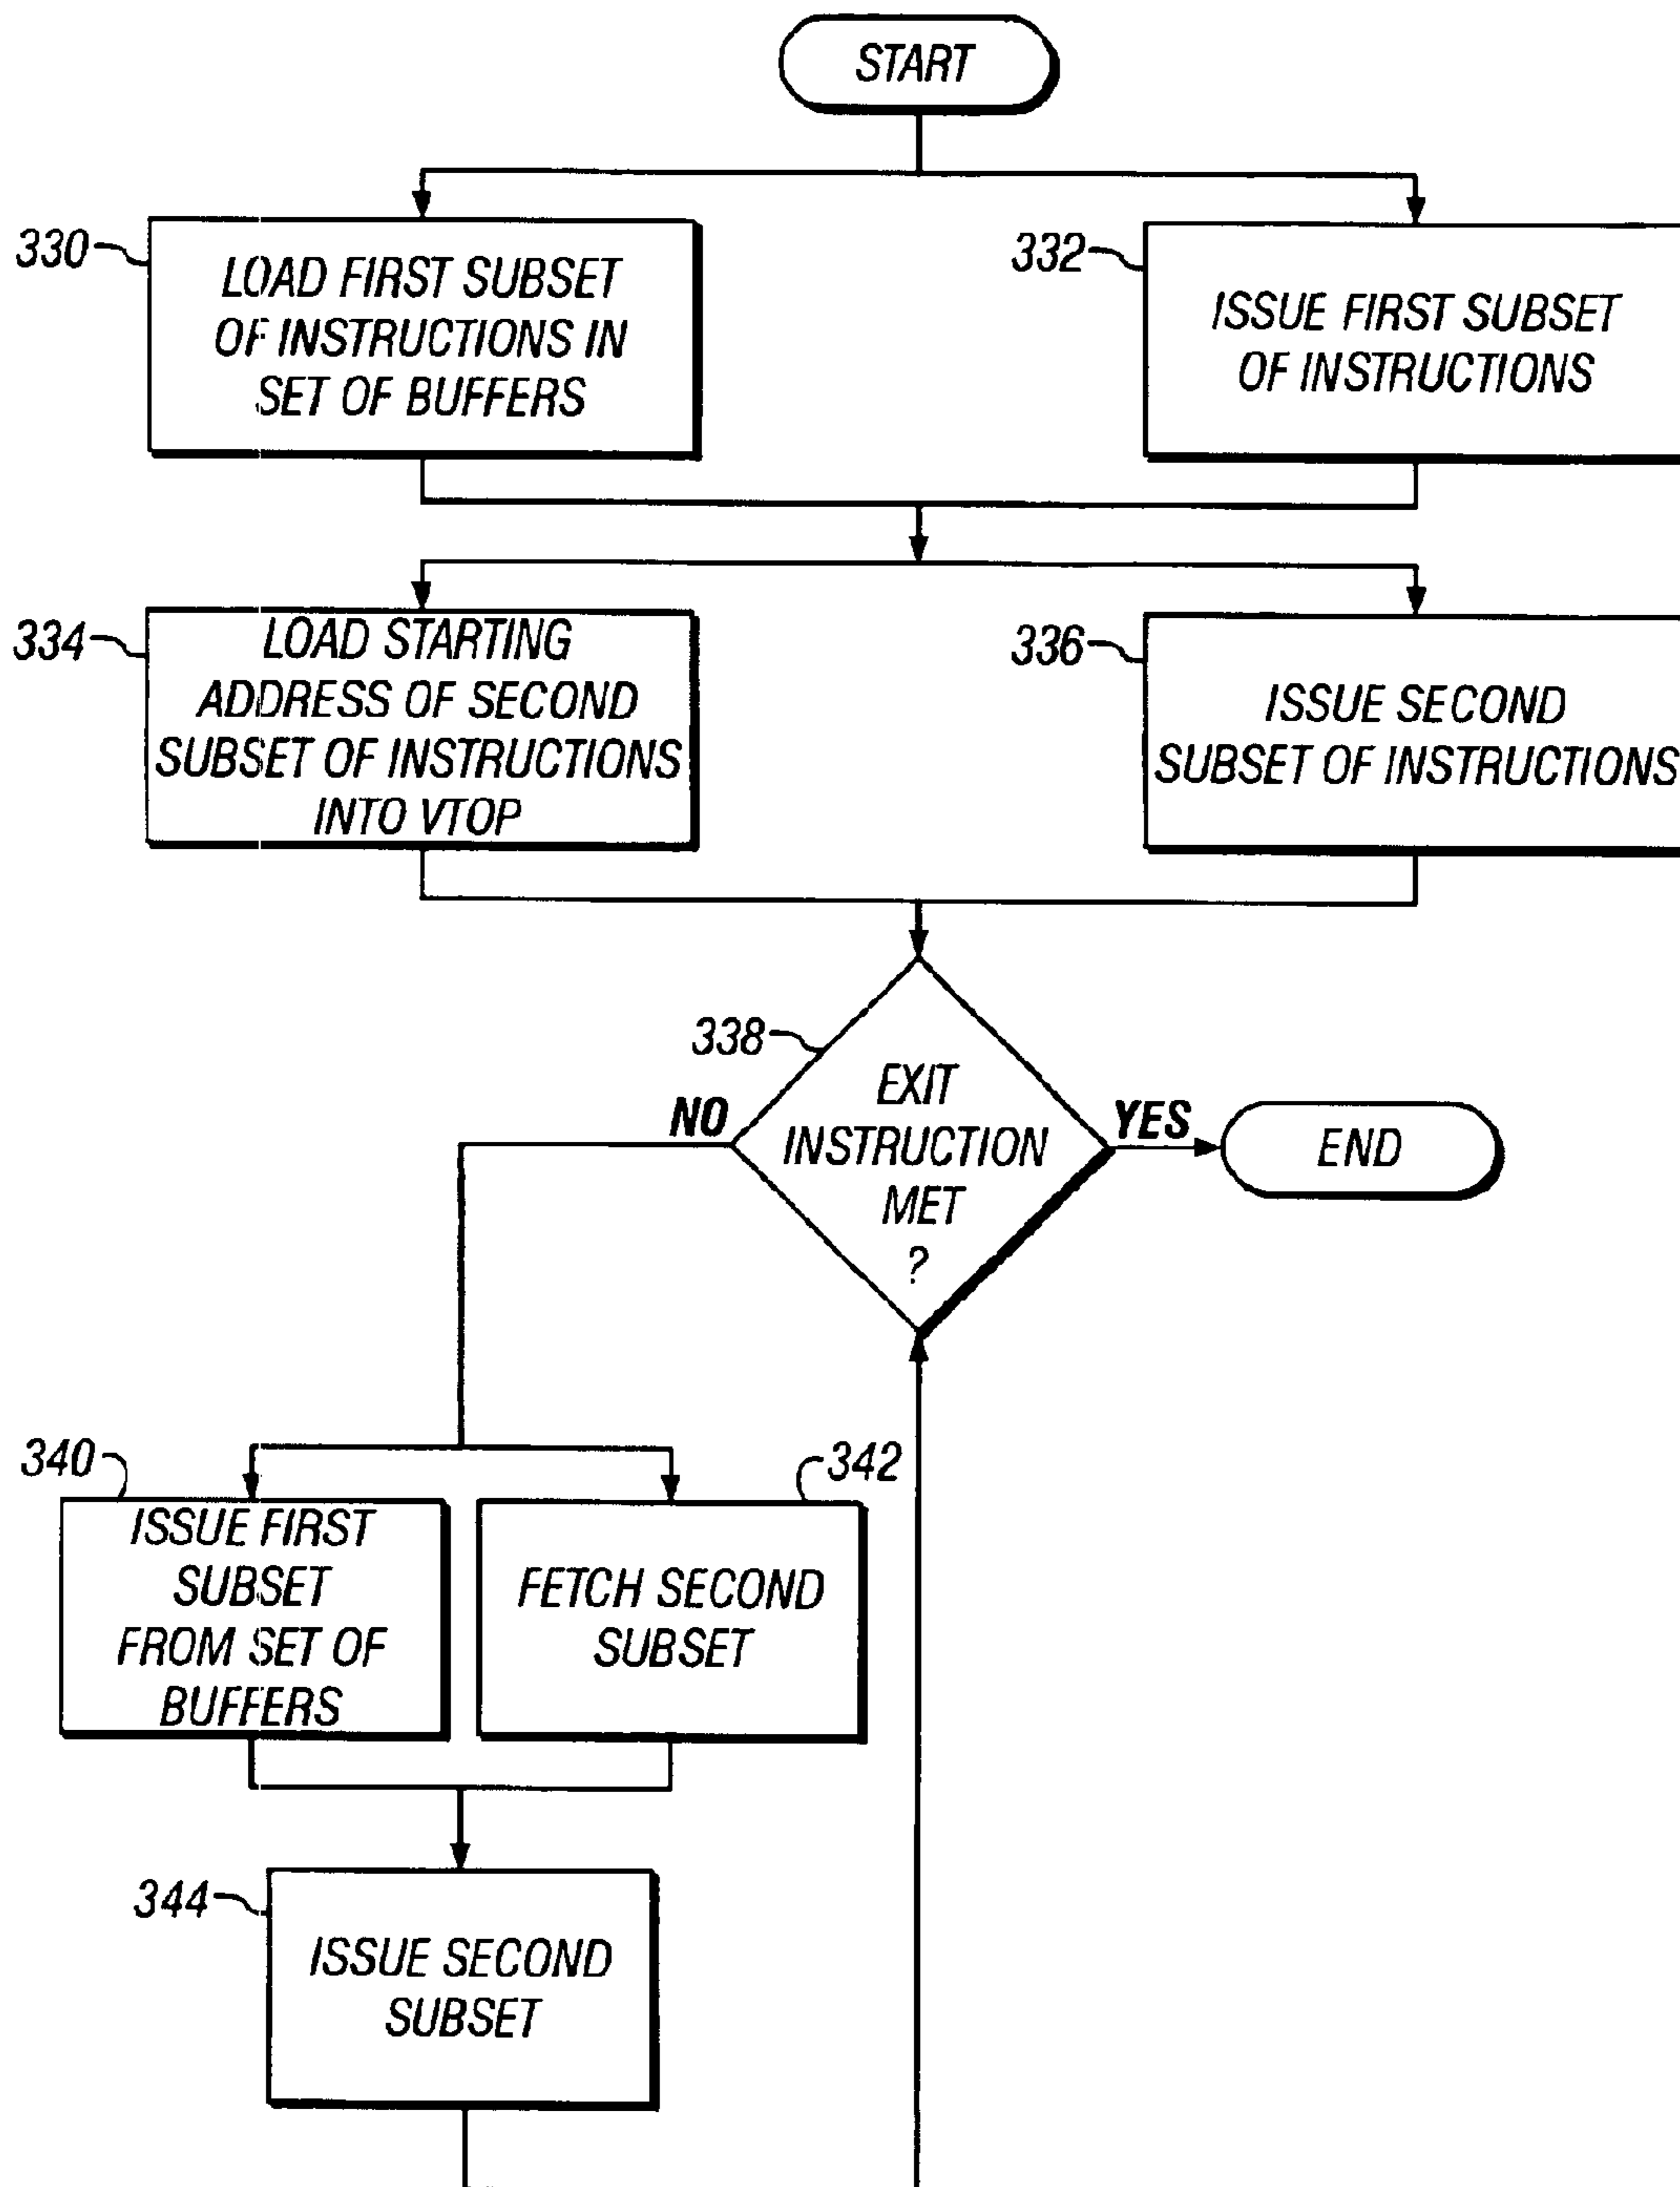 START
330
LOAD FIRST SUBSET
OF INSTRUCTIONS IN
SET OF BUFFERS
332
ISSUE FIRST SUBSET
OF INSTRUCTIONS
334
LOAD STARTING
ADDRESS OF SECOND
SUBSET OF INSTRUCTIONS
INTO VTOP
336
ISSUE SECOND
SUBSET OF INSTRUCTIONS
338
EXIT
INSTRUCTION
MET
?
NO
YES
END
340
ISSUE FIRST
SUBSET
FROM SET OF
BUFFERS
342
FETCH SECOND
SUBSET
344
ISSUE SECOND
SUBSET